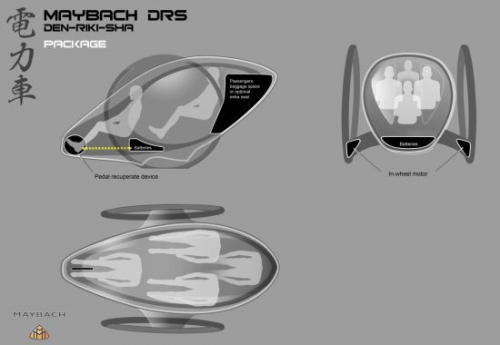 電力車
MAYBACH DRS
DEN-RIKI-SHA
PACKAGE
Passengers
baggage space
or optional
extra seat
Batteries
Pedal recuperate device
Batteries
In-wheel motor
MAYBACH